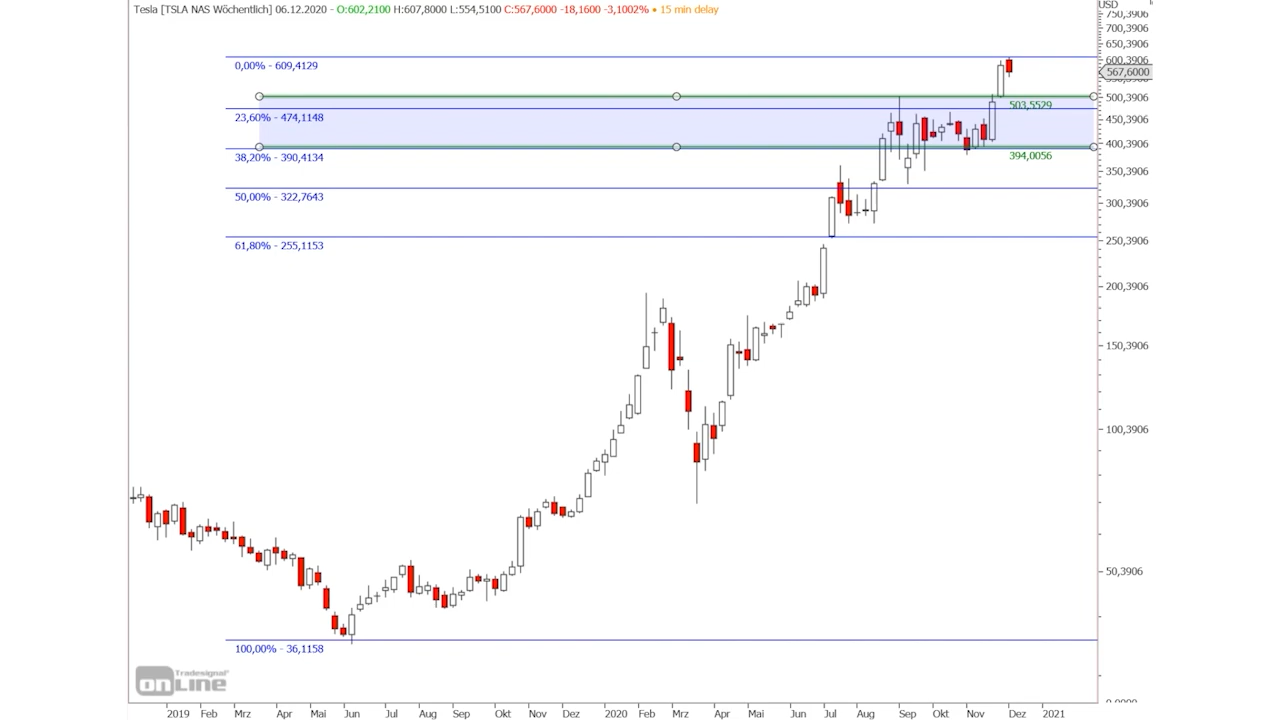 Tesla [TSLA NAS Wöchentlich] 06.12.2020 - O:602,2100 H:607,8000 L:554,5100 C:567,6000 -18,1600 -3,1002% • 15 min delay
USD
750,3906
700,3906
650,3906
600,3906
0,00% - 609,4129
567,6000
500,3906
503,5529
23,60% - 474,1148
450,3906
400,3906
38,20% - 390,4134
394,0056
350,3906
50,00% - 322,7643
300,3906
61,80% - 255,1153
250,3906
200,3906
150,3906
100,3906
50,3906
100,00% - 36,1158
Tradesignal®
onLine
2019 Feb Mrz Apr Mai Jun Jul Aug Sep Okt Nov Dez 2020 Feb Mrz Apr Mai Jun Jul Aug Sep Okt Nov Dez 2021